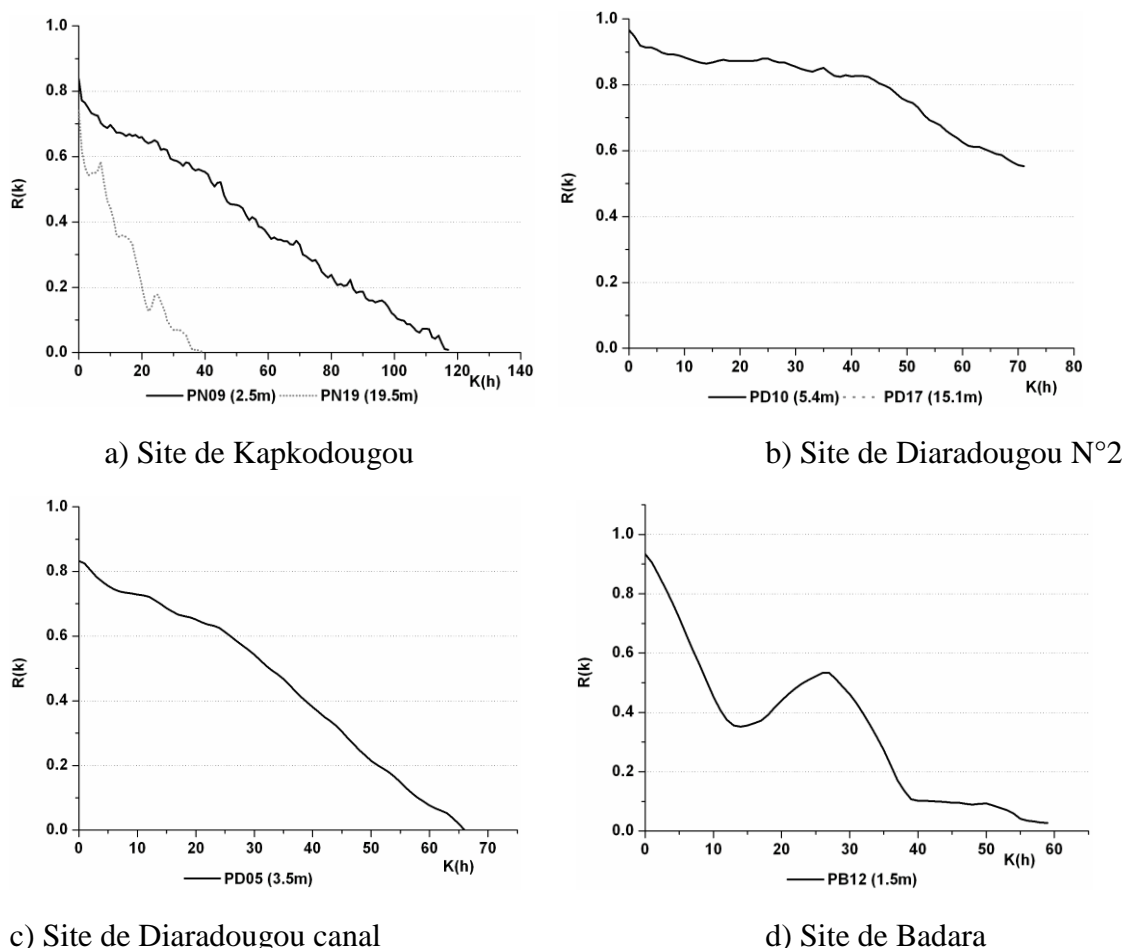 1.0
0.8
0.6
0.4
0.2
0.0
R(k)
0 20 40 60 80 100 120 140
K(h)
PN09 (2.5m) PN19 (19.5m)
a) Site de Kapkodougou
1.0
0.8
0.6
0.4
0.2
0.0
R(k)
0 10 20 30 40 50 60 70 80
K(h)
PD10 (5.4m) PD17 (15.1m)
b) Site de Diaradougou N°2
1.0
0.8
0.6
0.4
0.2
0.0
R(k)
0 10 20 30 40 50 60 70
K(h)
PD05 (3.5m)
c) Site de Diaradougou canal
1.0
0.8
0.6
0.4
0.2
0.0
R(k)
0 10 20 30 40 50 60
K(h)
PB12 (1.5m)
d) Site de Badara